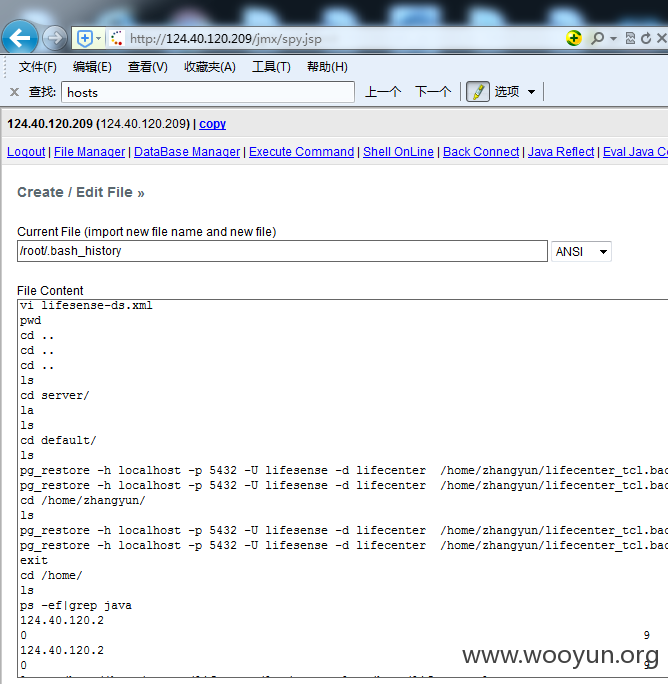 http://124.40.120.209/jmx/spy.jsp
文件(F) 编辑(E) 查看(V) 收藏夹(A) 工具(T) 帮助(H)
查找: hosts 上一个 下一个 选项
124.40.120.209 (124.40.120.209) | copy
Logout | File Manager | DataBase Manager | Execute Command | Shell OnLine | Back Connect | Java Reflect | Eval Java C
Create / Edit File »
Current File (import new file name and new file)
/root/.bash_history ANSI
File Content
vi lifesense-ds.xml
pwd
cd ..
cd ..
cd ..
ls
cd server/
la
ls
cd default/
ls
pg_restore -h localhost -p 5432 -U lifesense -d lifecenter /home/zhangyun/lifecenter_tcl.bac
pg_restore -h localhost -p 5432 -U lifesense -d lifecenter /home/zhangyun/lifecenter_tcl.bac
cd /home/zhangyun/
ls
pg_restore -h localhost -p 5432 -U lifesense -d lifecenter /home/zhangyun/lifecenter_tcl.bac
pg_restore -h localhost -p 5432 -U lifesense -d lifecenter /home/zhangyun/lifecenter_tcl.bac
exit
cd /home/
ls
ps -ef|grep java
124.40.120.2
0 9
124.40.120.2
0 9
www.wooyun.org